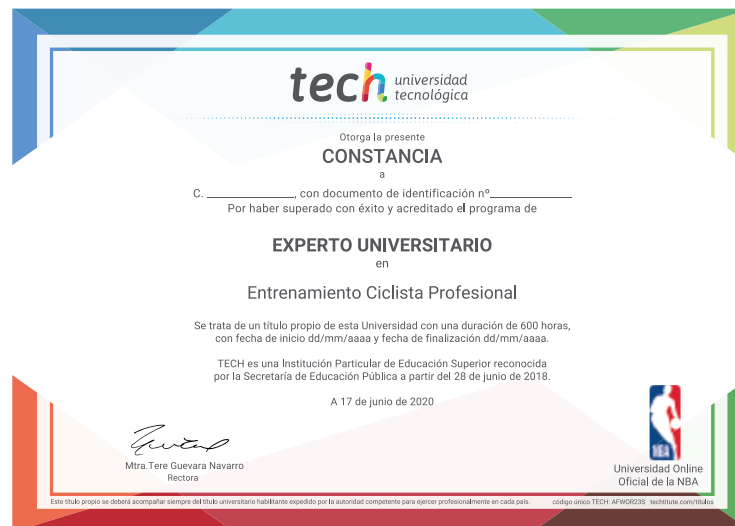 tech universidad
tecnológica
Otorga la presente
CONSTANCIA
a
C. ______________, con documento de identificación nº_____________
Por haber superado con éxito y acreditado el programa de
EXPERTO UNIVERSITARIO
en
Entrenamiento Ciclista Profesional
Se trata de un título propio de esta Universidad con una duración de 600 horas,
con fecha de inicio dd/mm/aaaa y fecha de finalización dd/mm/aaaa.
TECH es una Institución Particular de Educación Superior reconocida
por la Secretaría de Educación Pública a partir del 28 de junio de 2018.
A 17 de junio de 2020
Mtra.Tere Guevara Navarro
Rectora
NBA
Universidad Online
Oficial de la NBA
Este título propio se deberá acompañar siempre del título universitario habilitante expedido por la autoridad competente para ejercer profesionalmente en cada país. código único TECH: AFWOR23S techtitute.com/titulos